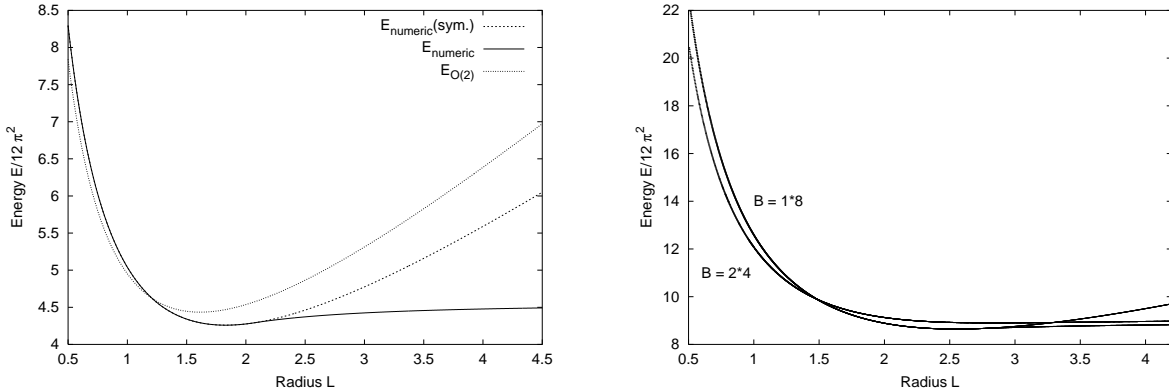 8.5
8
7.5
7
6.5
6
5.5
5
4.5
4
Energy E/12 π²
0.5 1 1.5 2 2.5 3 3.5 4 4.5
Radius L
E_numeric(sym.)
E_numeric
E_O(2)
22
20
18
16
14
12
10
8
Energy E/12 π²
0.5 1 1.5 2 2.5 3 3.5 4
Radius L
B = 1*8
B = 2*4